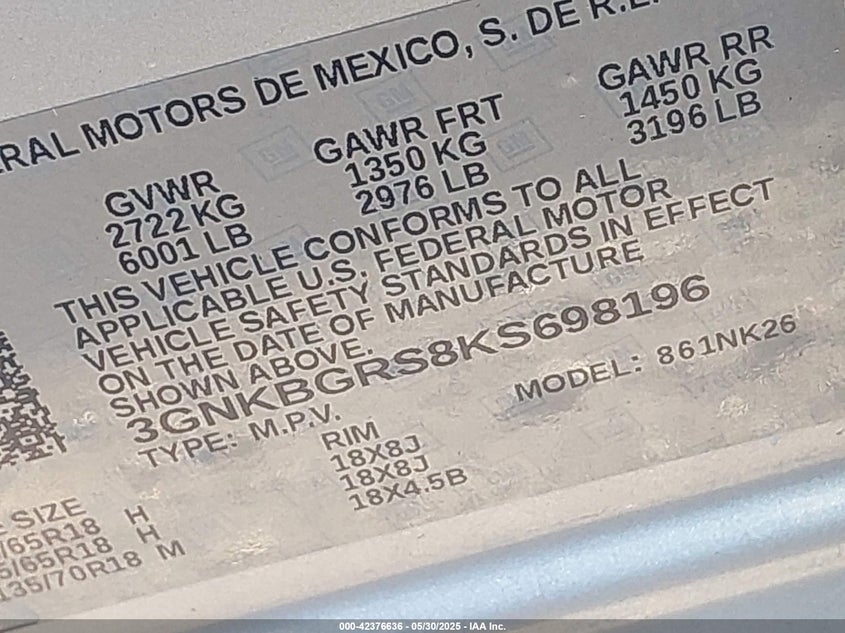 MOTORS DE MEXICO, S. DE R.L.
GVWR GAWR FRT GAWR RR
2722 KG 1350 KG 1450 KG
6001 LB 2976 LB 3196 LB
THIS VEHICLE CONFORMS TO ALL
APPLICABLE U.S. FEDERAL MOTOR
VEHICLE SAFETY STANDARDS IN EFFECT
ON THE DATE OF MANUFACTURE
SHOWN ABOVE.
3GNKBGRS8KS698196
TYPE: M.P.V. MODEL: 861NK26
SIZE RIM
/65R18 H 18X8J
/65R18 H 18X8J
135/70R18 M 18X4.5B
000-42376636 - 05/30/2025 - IAA Inc.